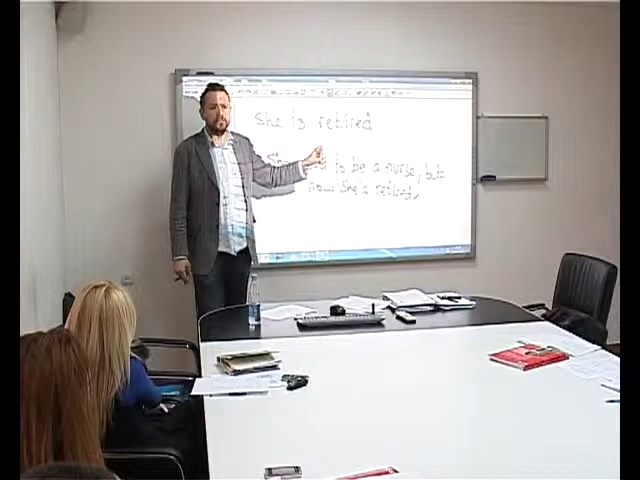 She is retired
to be a nurse, but
now she's retired!